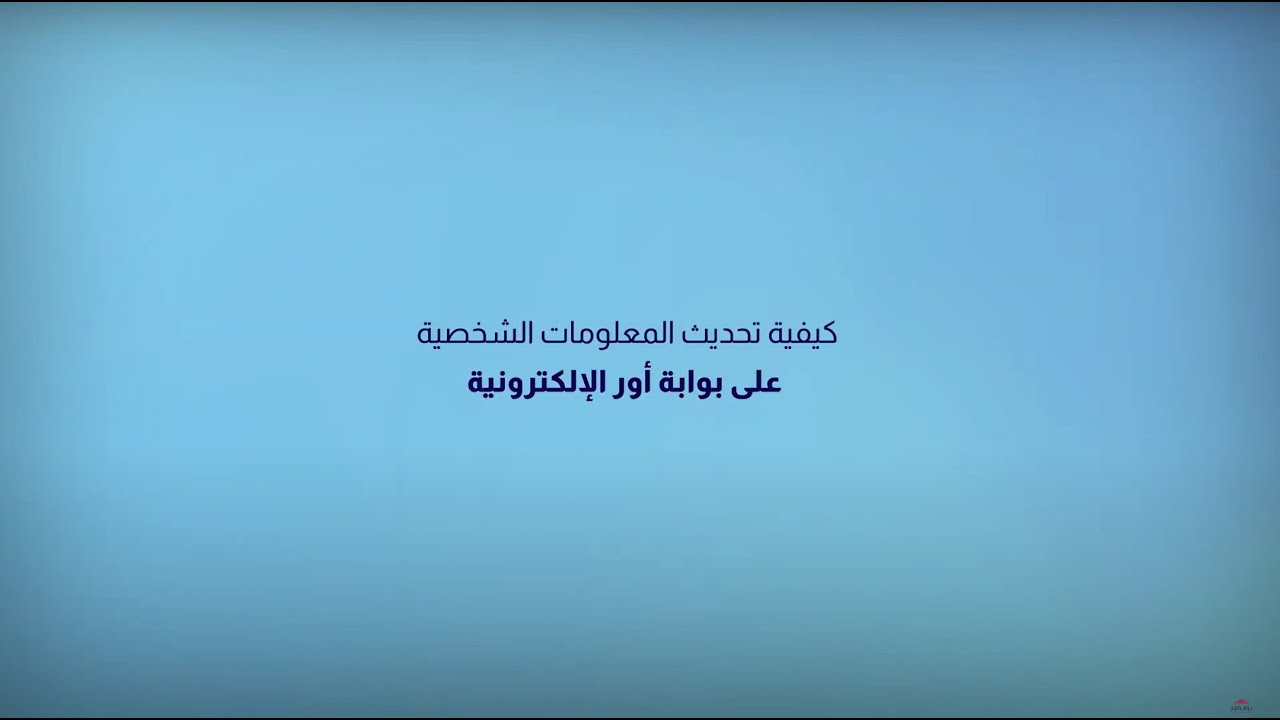 كيفية تحديث المعلومات الشخصية
على بوابة أور الإلكترونية